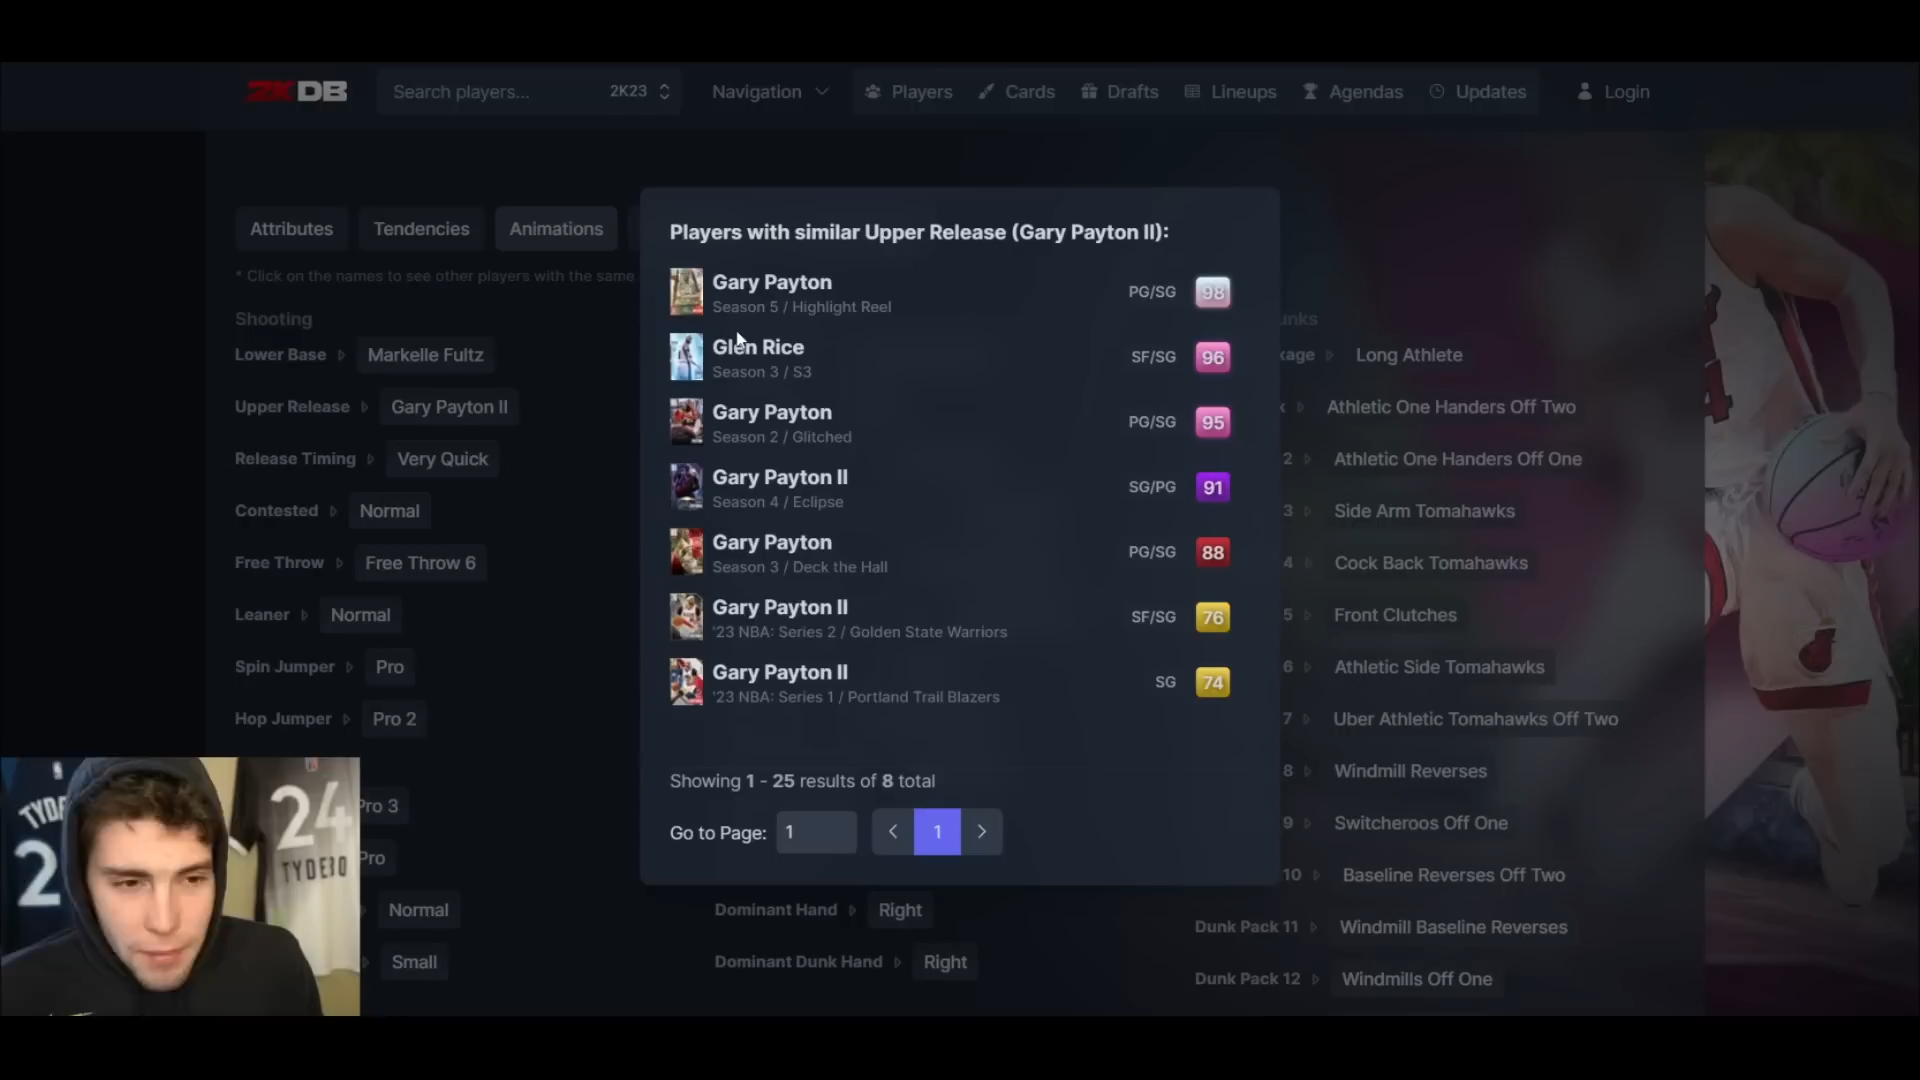 2KDB
Search players...
2K23
Navigation
Players
Cards
Drafts
Lineups
Agendas
Updates
Login
Attributes
Tendencies
Animations
* Click on the names to see other players with the same
Shooting
Lower Base
Markelle Fultz
Upper Release
Gary Payton II
Release Timing
Very Quick
Contested
Normal
Free Throw
Free Throw 6
Leaner
Normal
Spin Jumper
Pro
Hop Jumper
Pro 2
Pro 3
Pro
Normal
Small
Players with similar Upper Release (Gary Payton II):
Gary Payton
Season 5 / Highlight Reel
PG/SG
98
Glen Rice
Season 3 / S3
SF/SG
96
Gary Payton
Season 2 / Glitched
PG/SG
95
Gary Payton II
Season 4 / Eclipse
SG/PG
91
Gary Payton
Season 3 / Deck the Hall
PG/SG
88
Gary Payton II
'23 NBA: Series 2 / Golden State Warriors
SF/SG
76
Gary Payton II
'23 NBA: Series 1 / Portland Trail Blazers
SG
74
Showing 1 - 25 results of 8 total
Go to Page:
1
1
Dominant Hand
Right
Dominant Dunk Hand
Right
unks
kage
Long Athlete
Athletic One Handers Off Two
2
Athletic One Handers Off One
3
Side Arm Tomahawks
4
Cock Back Tomahawks
5
Front Clutches
6
Athletic Side Tomahawks
7
Uber Athletic Tomahawks Off Two
8
Windmill Reverses
9
Switcheroos Off One
10
Baseline Reverses Off Two
Dunk Pack 11
Windmill Baseline Reverses
Dunk Pack 12
Windmills Off One
TYDE
2
24
TYDEBO